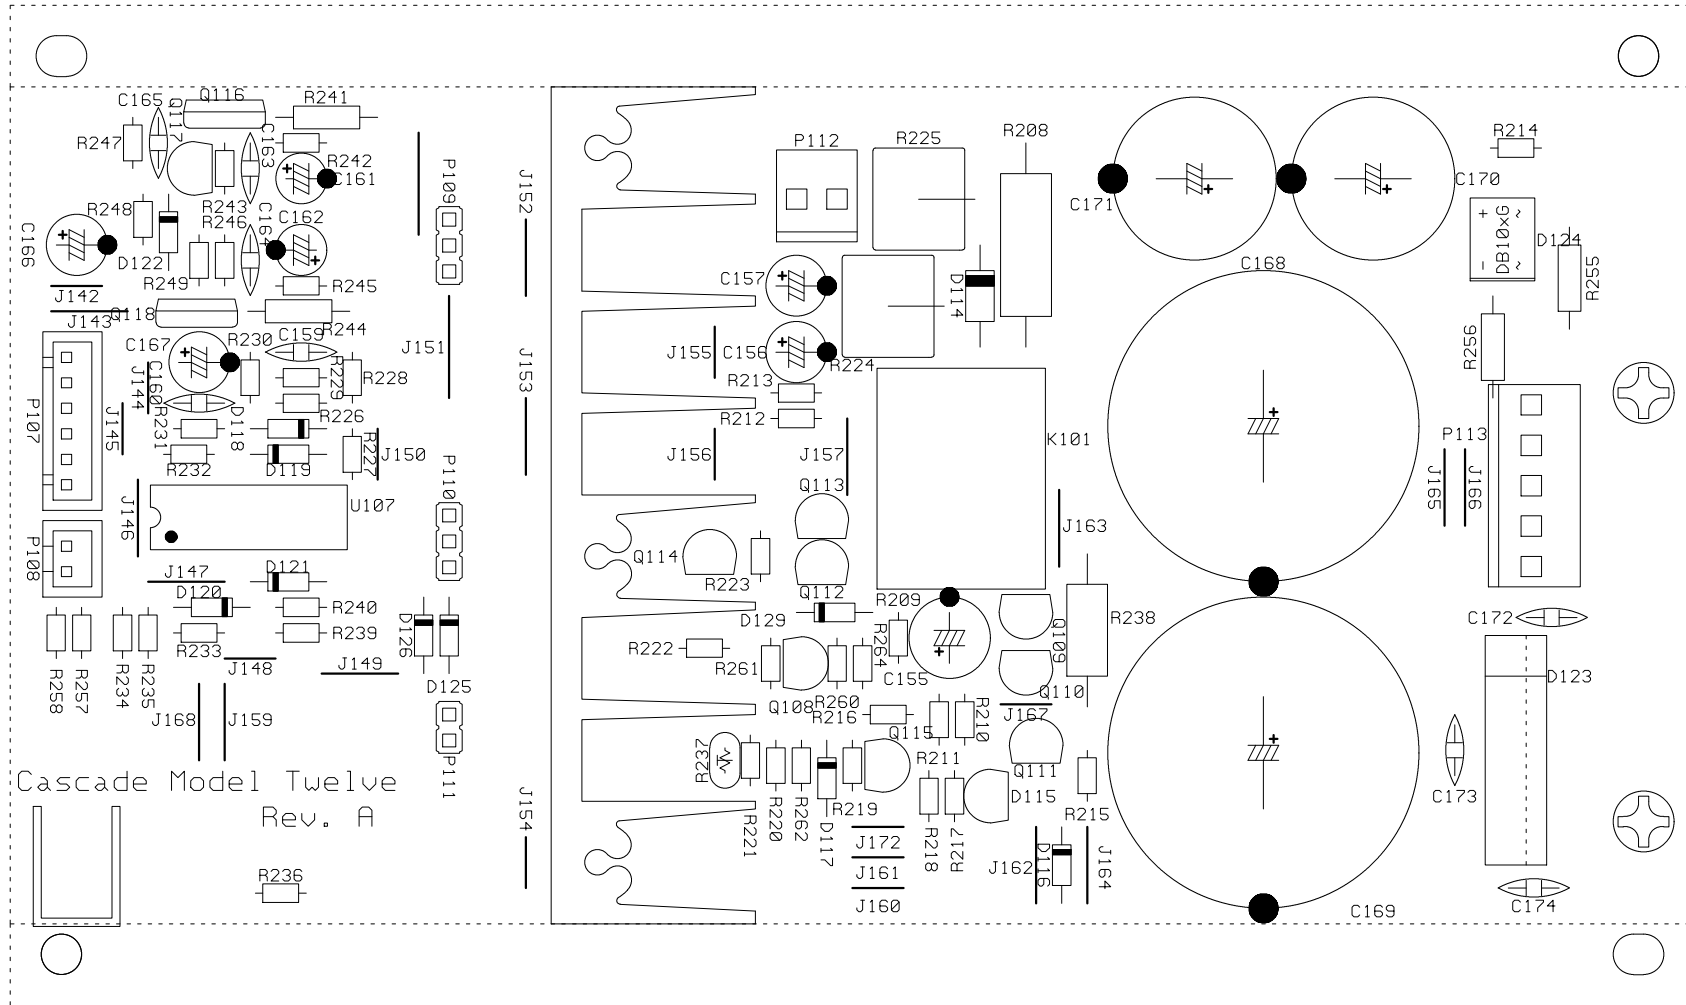 C165
Q117
Q116
R241
R247
C163
R242
C161
P109
J152
P112
R225
R208
R214
C171
C170
R248
R243
R246
C164
C162
C166
D122
R249
R245
DB10xG
+
~
-
~
D124
R255
C168
C157
D114
J142
J143
Q118
R244
C167
R230
C159
J151
J155
C156
R224
R256
J153
J144
C160
R229
R228
R213
P107
J145
R231
D118
R226
R212
K101
P113
R232
D119
R227
J150
P110
J156
J157
J165
J166
Q113
J146
U107
J163
P108
Q114
R223
J147
D121
D120
Q112
R209
R240
D129
R238
C172
R239
D126
R233
R222
R264
Q109
J148
J149
R261
C155
D123
R258
R257
R234
R235
D125
Q108
R260
Q110
J168
J159
R216
R210
J167
Q115
R237
R211
Q111
P111
Cascade Model Twelve
Rev. A
J154
R221
R220
R262
D117
R219
R218
R217
D115
R215
C173
J172
J162
D116
J164
J161
R236
J160
C169
C174